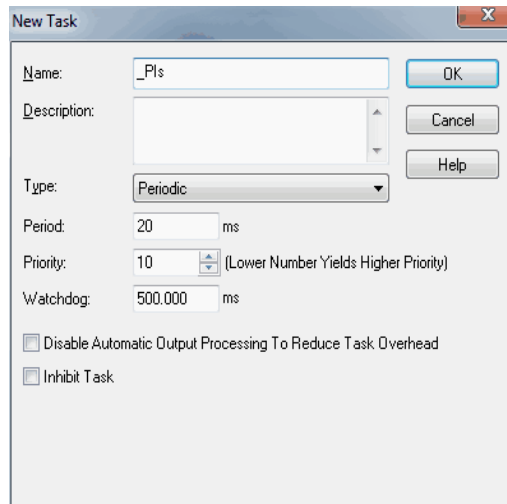 New Task
Name: _PIs
OK
Description:
Cancel
Help
Type: Periodic
Period: 20 ms
Priority: 10 (Lower Number Yields Higher Priority)
Watchdog: 500.000 ms
Disable Automatic Output Processing To Reduce Task Overhead
Inhibit Task